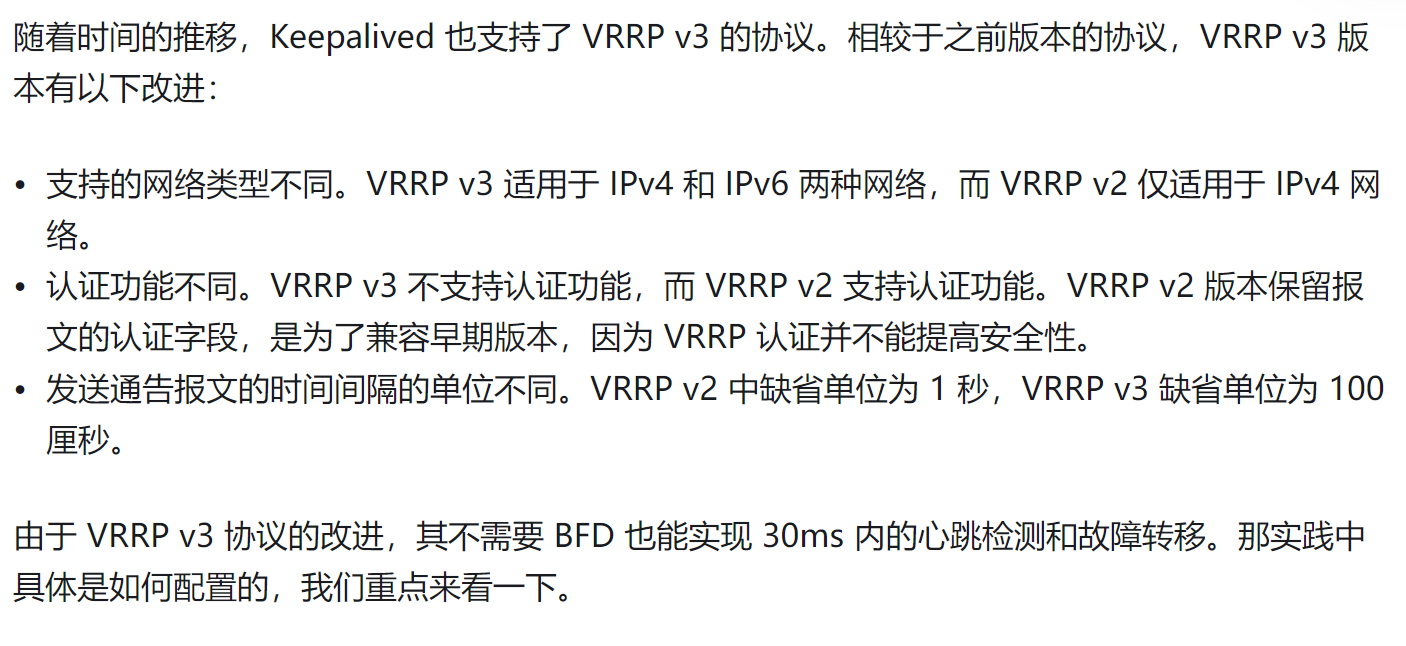 随着时间的推移，Keepalived 也支持了 VRRP v3 的协议。相较于之前版本的协议，VRRP v3 版
本有以下改进：
• 支持的网络类型不同。VRRP v3 适用于 IPv4 和 IPv6 两种网络，而 VRRP v2 仅适用于 IPv4 网
络。
• 认证功能不同。VRRP v3 不支持认证功能，而 VRRP v2 支持认证功能。VRRP v2 版本保留报
文的认证字段，是为了兼容早期版本，因为 VRRP 认证并不能提高安全性。
• 发送通告报文的时间间隔的单位不同。VRRP v2 中缺省单位为 1 秒，VRRP v3 缺省单位为 100
厘秒。
由于 VRRP v3 协议的改进，其不需要 BFD 也能实现 30ms 内的心跳检测和故障转移。那实践中
具体是如何配置的，我们重点来看一下。